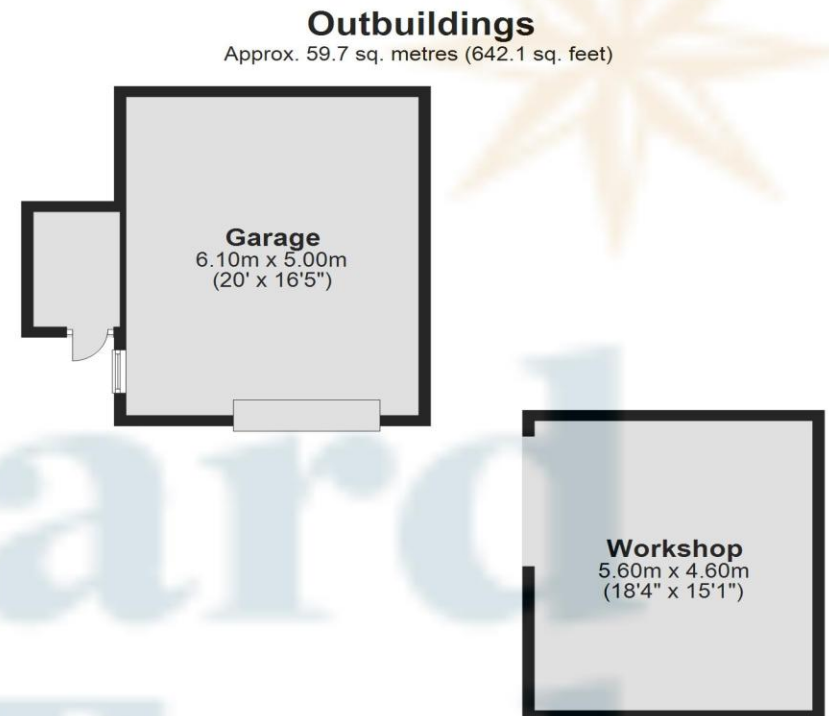 Outbuildings
Approx. 59.7 sq. metres (642.1 sq. feet)
Garage
6.10m x 5.00m
(20' x 16'5")
Workshop
5.60m x 4.60m
(18'4" x 15'1")
ard